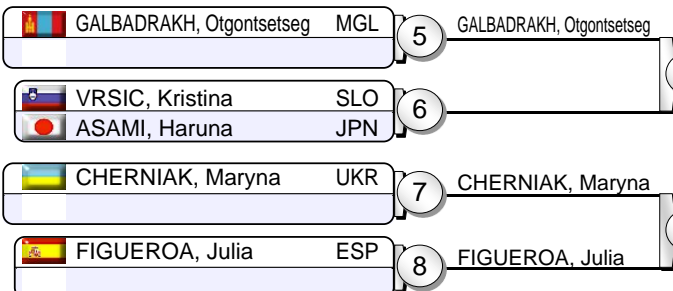 GALBADRAKH, Otgontsetseg MGL
5
GALBADRAKH, Otgontsetseg
VRSIC, Kristina SLO
6
ASAMI, Haruna JPN
CHERNIAK, Maryna UKR
7
CHERNIAK, Maryna
FIGUEROA, Julia ESP
8
FIGUEROA, Julia